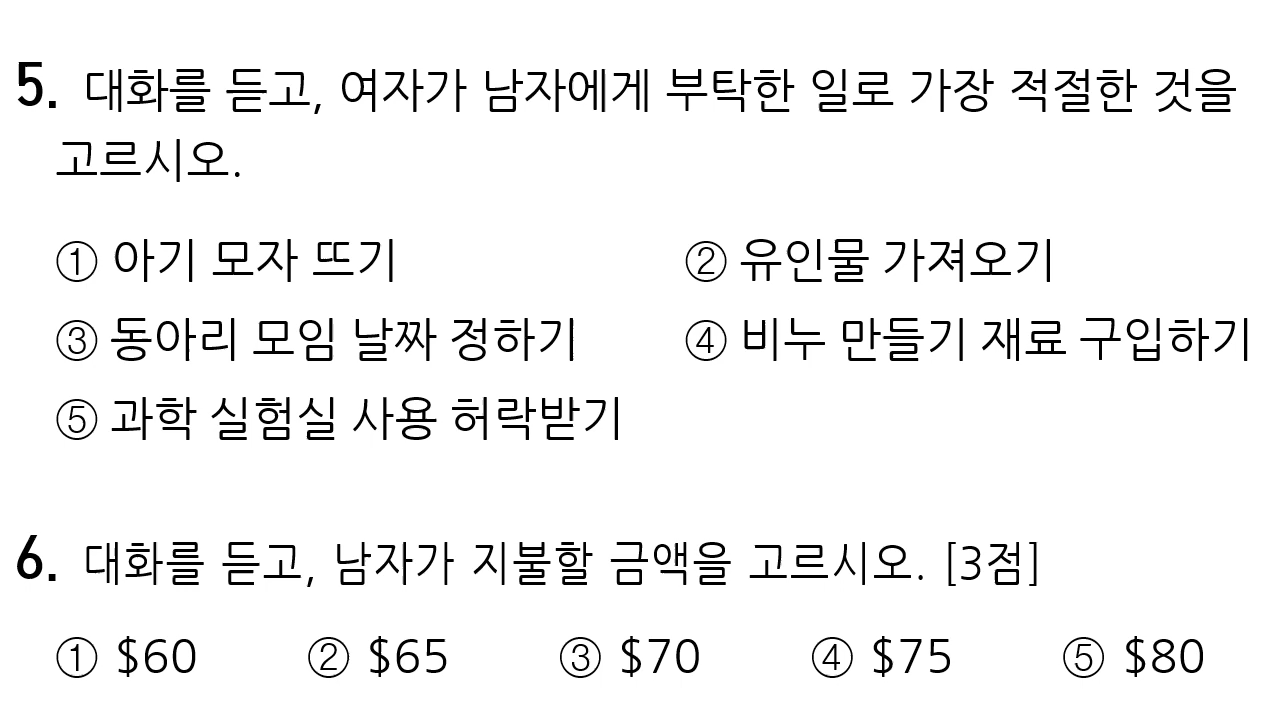 5. 대화를 듣고, 여자가 남자에게 부탁한 일로 가장 적절한 것을
고르시오.
① 아기 모자 뜨기 ② 유인물 가져오기
③ 동아리 모임 날짜 정하기 ④ 비누 만들기 재료 구입하기
⑤ 과학 실험실 사용 허락받기
6. 대화를 듣고, 남자가 지불할 금액을 고르시오. [3점]
① $60 ② $65 ③ $70 ④ $75 ⑤ $80